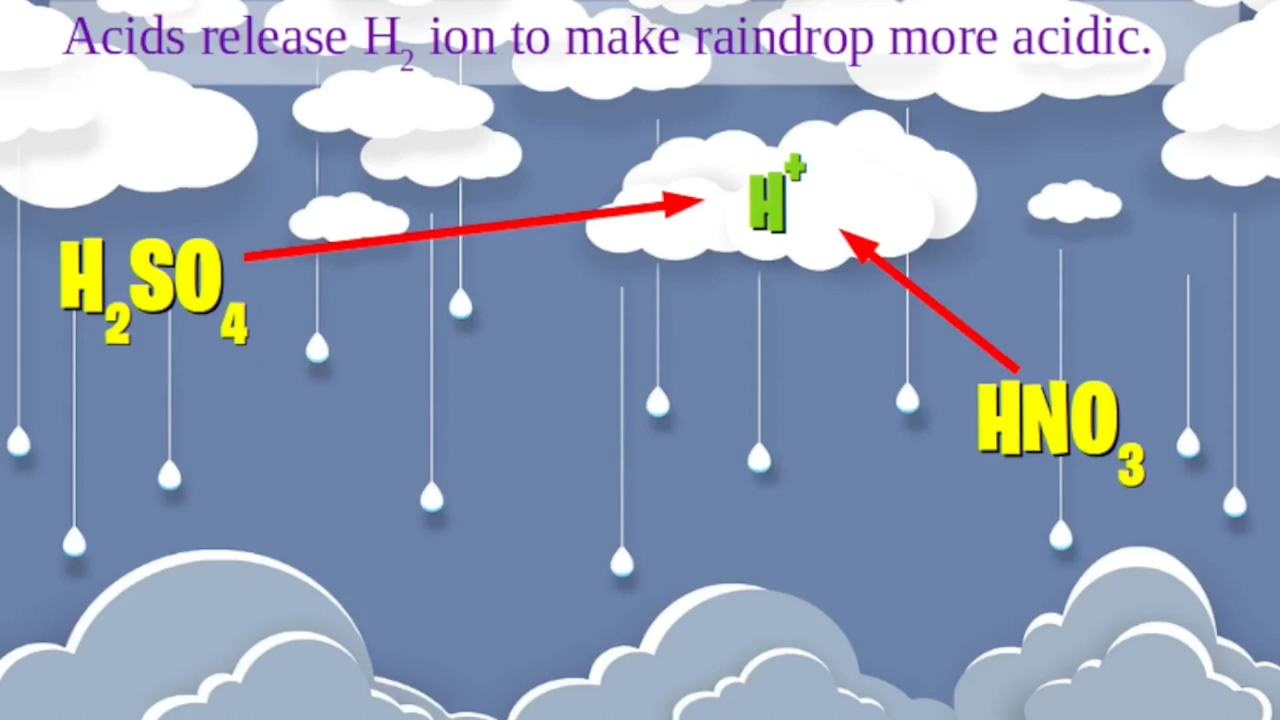 Acids release H₂ ion to make raindrop more acidic.
H⁺
H₂SO₄
HNO₃